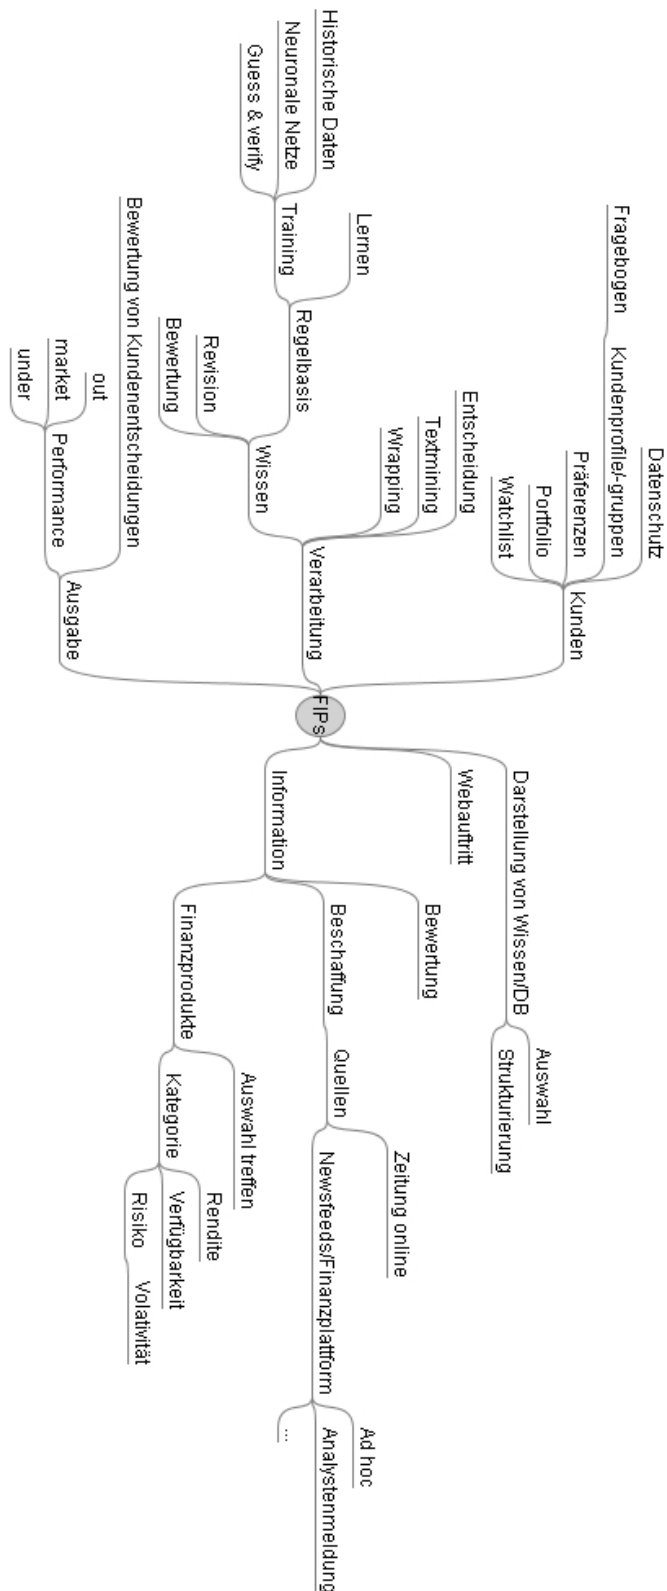 FIPs
Kunden
Datenschutz
Kundenprofile/-gruppen
Fragebogen
Präferenzen
Portfolio
Watchlist
Verarbeitung
Entscheidung
Textmining
Wrapping
Wissen
Regelbasis
Lernen
Training
Historische Daten
Neuronale Netze
Guess & verify
Revision
Bewertung
Ausgabe
Bewertung von Kundenentscheidungen
Performance
out
market
under
Darstellung von Wissen/DB
Auswahl
Strukturierung
Webauftritt
Information
Bewertung
Beschaffung
Quellen
Zeitung online
Newsfeeds/Finanzplattform
Ad hoc
Analystenmeldung
...
Finanzprodukte
Auswahl treffen
Kategorie
Rendite
Verfügbarkeit
Risiko
Volativität